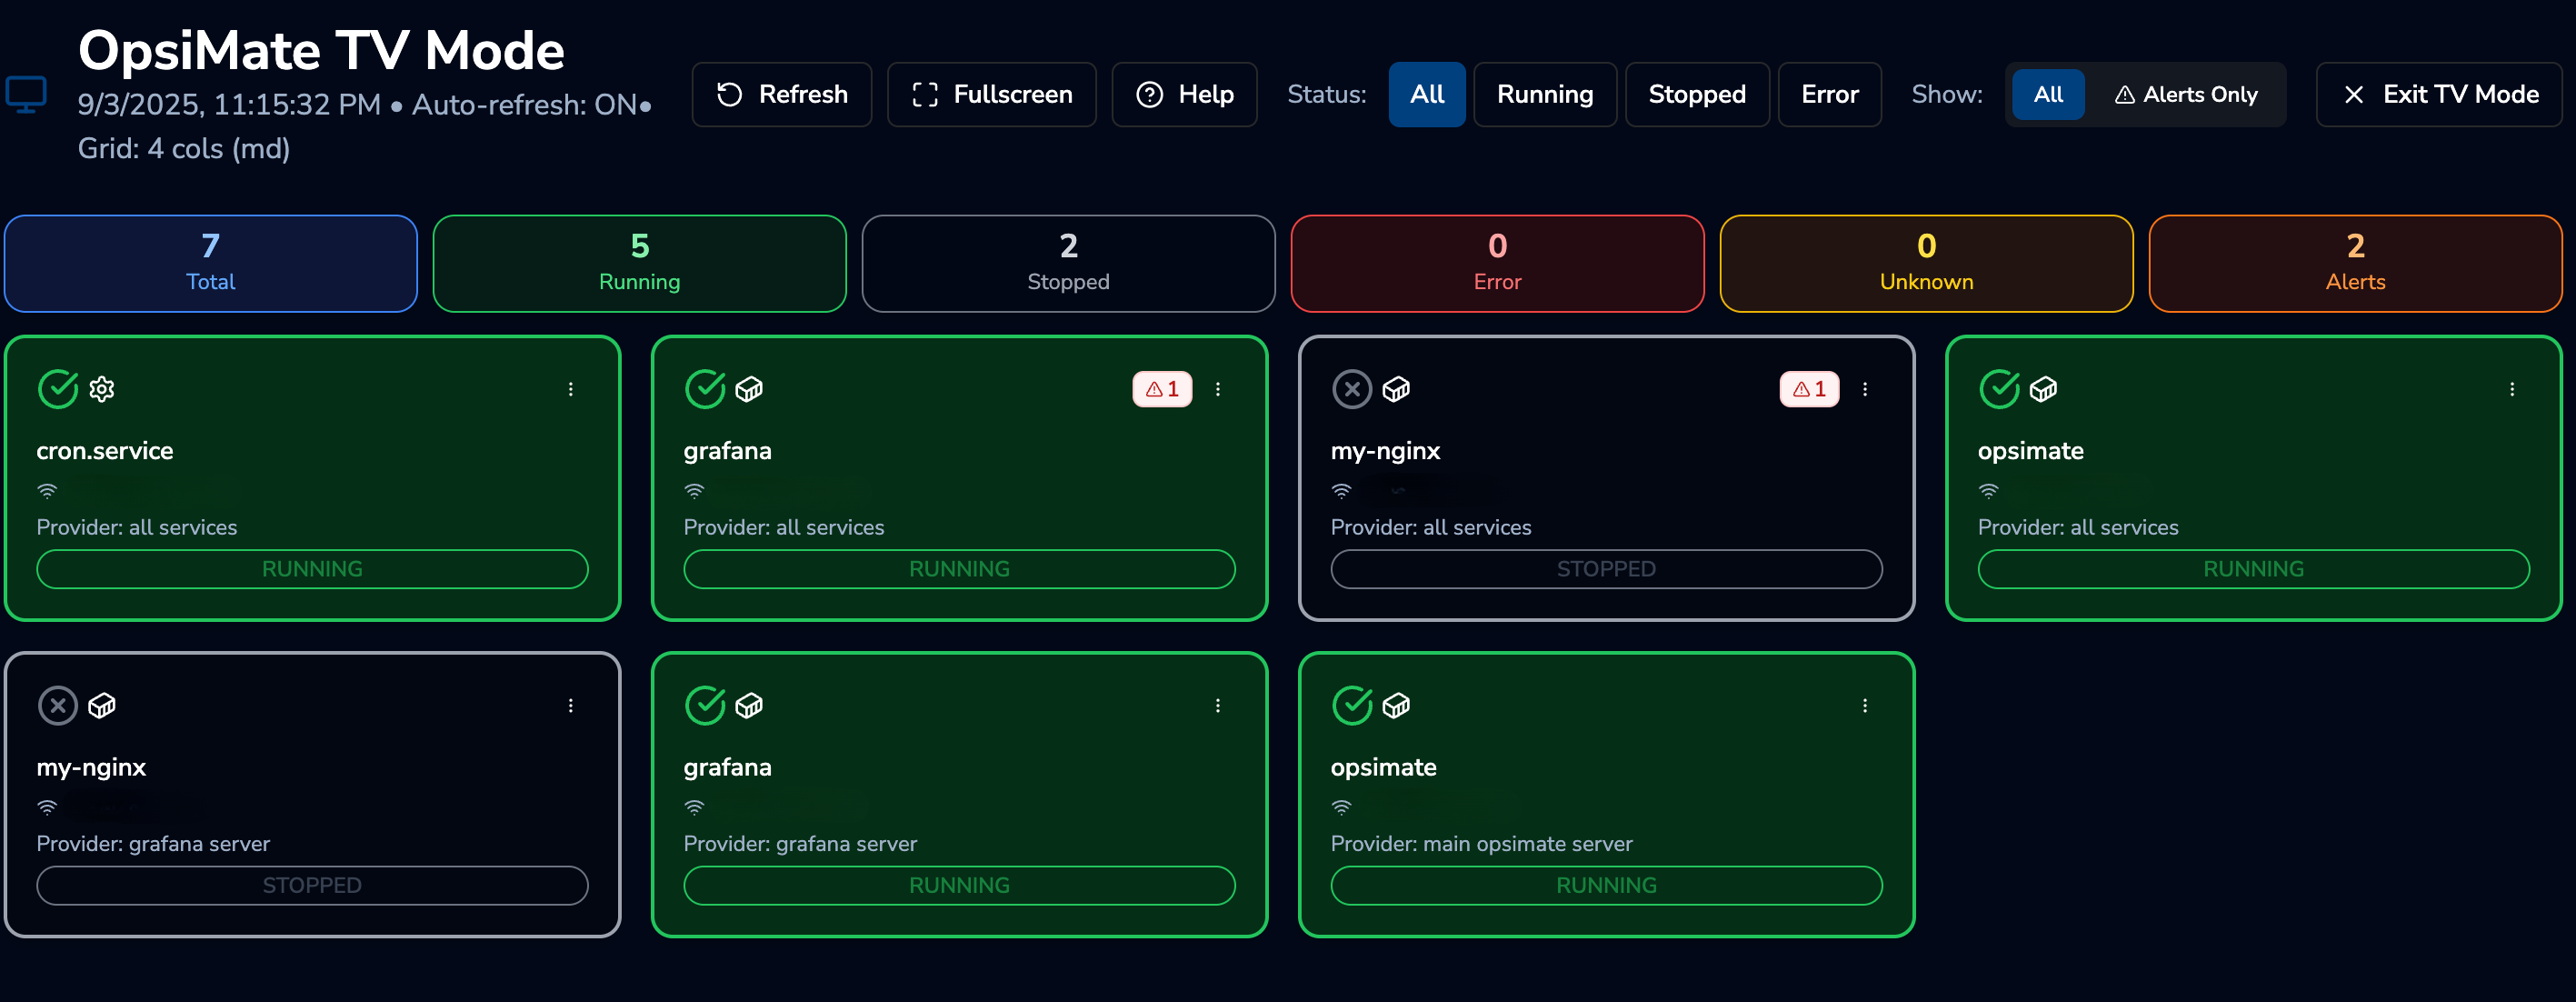 OpsiMate TV Mode
9/3/2025, 11:15:32 PM • Auto-refresh: ON•
Grid: 4 cols (md)
Refresh
Fullscreen
Help
Status:
All
Running
Stopped
Error
Show:
All
Alerts Only
Exit TV Mode
7
Total
5
Running
2
Stopped
0
Error
0
Unknown
2
Alerts
cron.service
Provider: all services
RUNNING
1
grafana
Provider: all services
RUNNING
1
my-nginx
Provider: all services
STOPPED
opsimate
Provider: all services
RUNNING
my-nginx
Provider: grafana server
STOPPED
grafana
Provider: grafana server
RUNNING
opsimate
Provider: main opsimate server
RUNNING